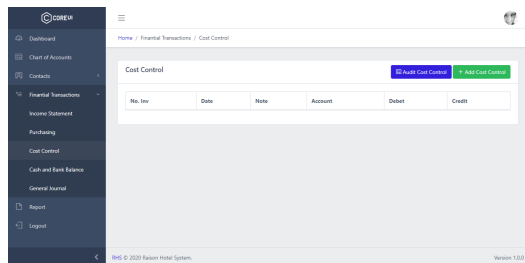 COREUI
Dashboard
Chart of Accounts
Contacts
Finantial Transactions
Income Statement
Purchasing
Cost Control
Cash and Bank Balance
General Journal
Report
Logout
Home / Finantial Transactions / Cost Control
Cost Control
Audit Cost Control
Add Cost Control
No. Inv Date Note Account Debet Credit
RHS © 2020 Raison Hotel System.
Version 1.0.0